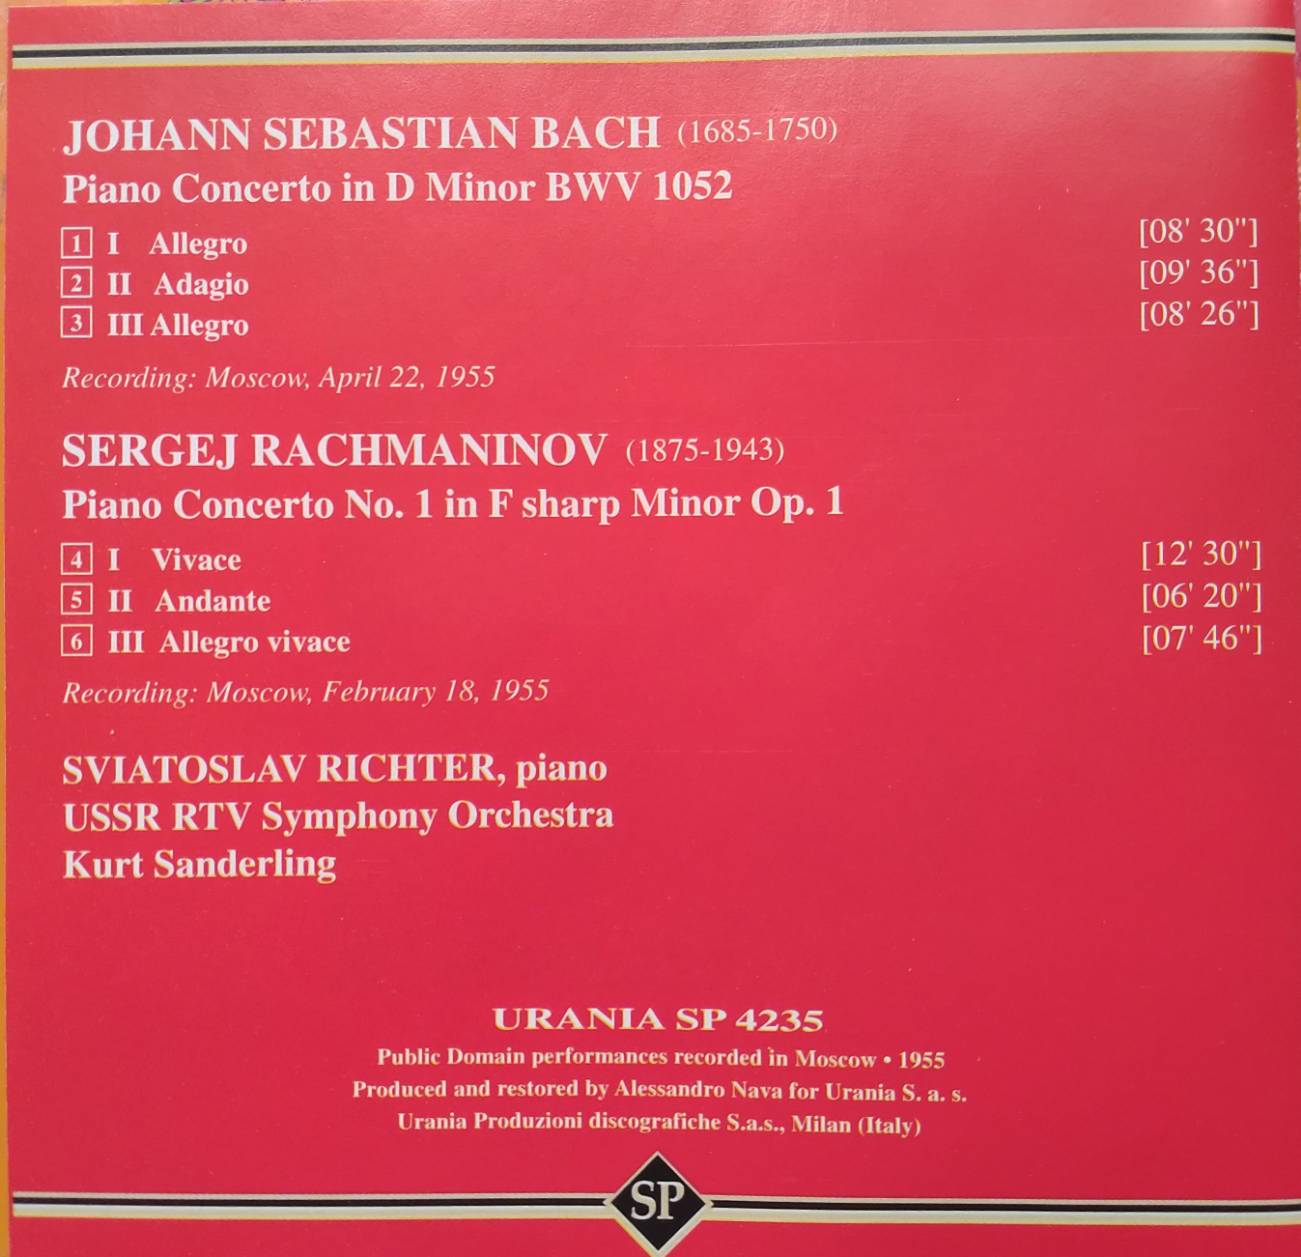 JOHANN SEBASTIAN BACH (1685-1750)
Piano Concerto in D Minor BWV 1052
1 I Allegro [08' 30"]
2 II Adagio [09' 36"]
3 III Allegro [08' 26"]
Recording: Moscow, April 22, 1955
SERGEJ RACHMANINOV (1875-1943)
Piano Concerto No. 1 in F sharp Minor Op. 1
4 I Vivace [12' 30"]
5 II Andante [06' 20"]
6 III Allegro vivace [07' 46"]
Recording: Moscow, February 18, 1955
SVIATOSLAV RICHTER, piano
USSR RTV Symphony Orchestra
Kurt Sanderling
URANIA SP 4235
Public Domain performances recorded in Moscow • 1955
Produced and restored by Alessandro Nava for Urania S. a. s.
Urania Produzioni discografiche S.a.s., Milan (Italy)
SP